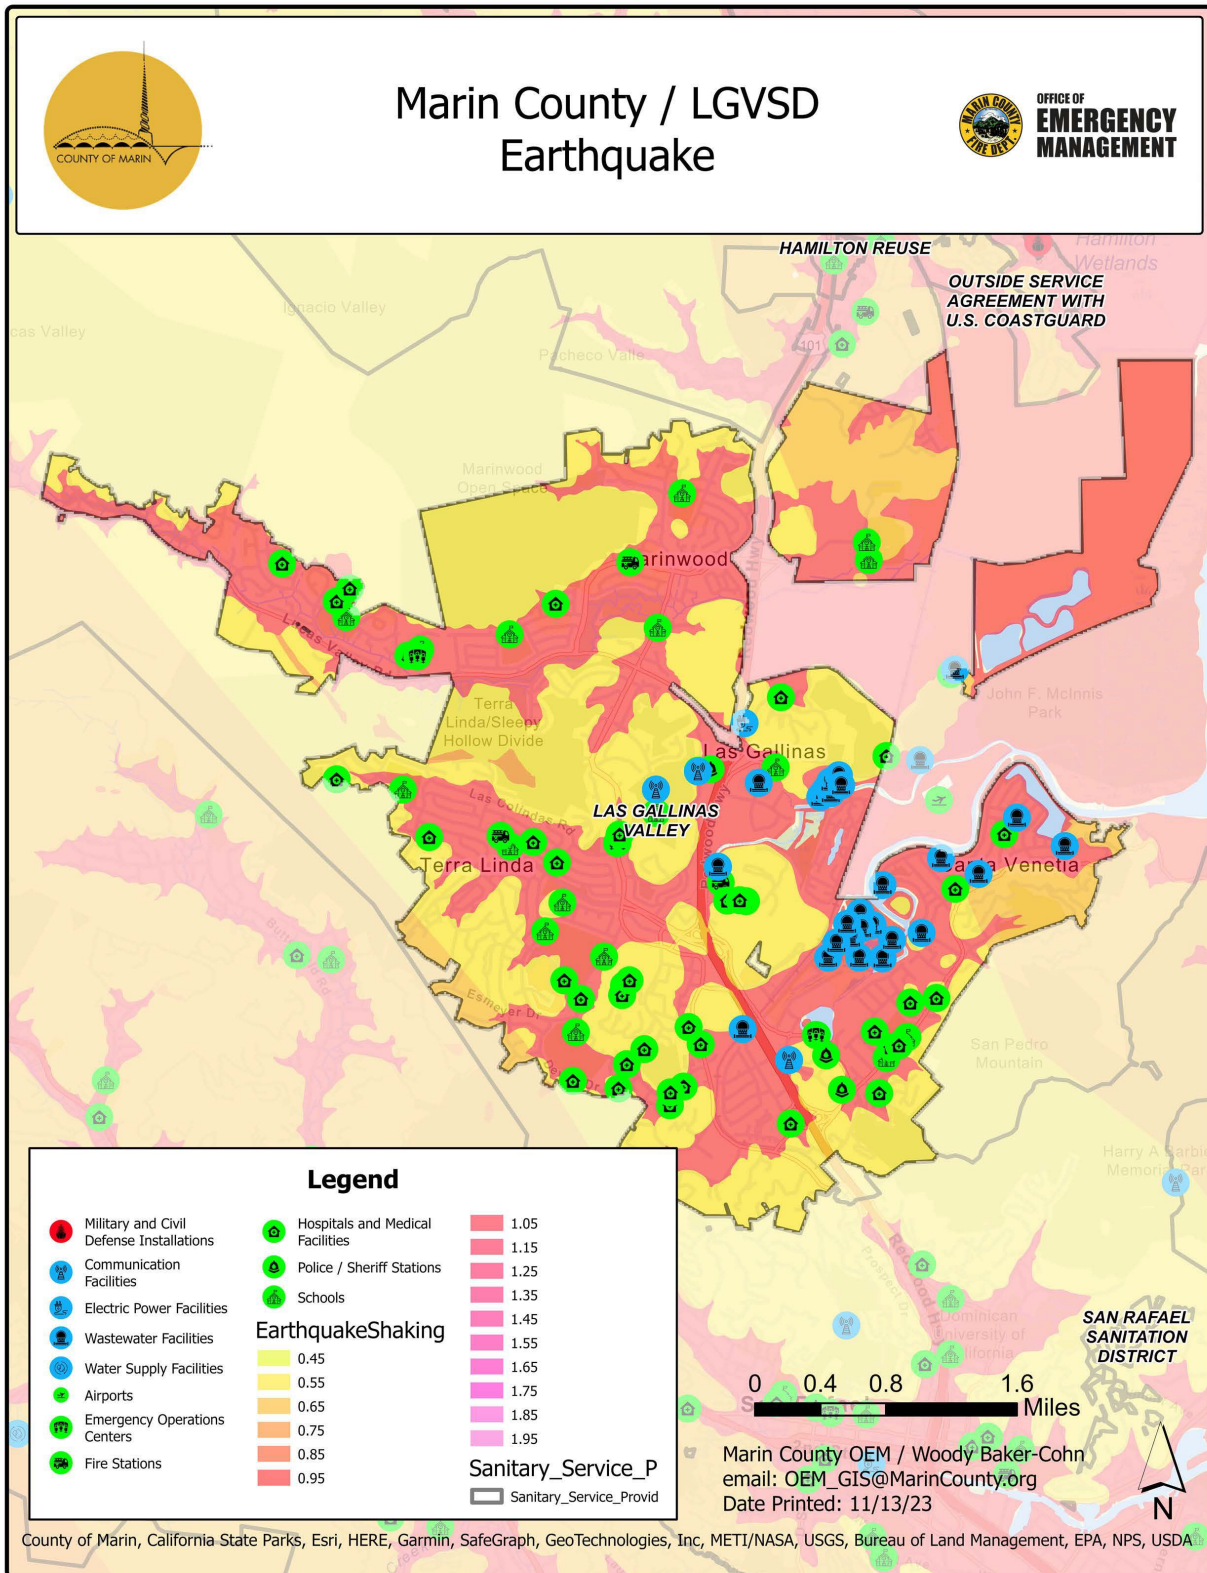 Marin County / LGVSD
Earthquake
COUNTY OF MARIN
MARIN COUNTY
FIRE DEPT.
OFFICE OF
EMERGENCY
MANAGEMENT
HAMILTON REUSE
Hamilton
Wetlands
OUTSIDE SERVICE
AGREEMENT WITH
U.S. COASTGUARD
Ignacio Valley
cas Valley
101
Pacheco Valle
Marinwood
Open Space
arinwood
Lucas Valley Rd
Terra
Linda/Sleepy
Hollow Divide
John F. McInnis
Park
Las Gallinas
Las Colindas Rd
LAS GALLINAS
VALLEY
Terra Linda
Santa Venetia
Esmeyer Dr
San Pedro
Mountain
Harry A Barbie
Memorial Par
Prospect Dr
Dominican
University of
California
SAN RAFAEL
SANITATION
DISTRICT
Legend
Military and Civil
Defense Installations
Communication
Facilities
Electric Power Facilities
Wastewater Facilities
Water Supply Facilities
Airports
Emergency Operations
Centers
Fire Stations
Hospitals and Medical
Facilities
Police / Sheriff Stations
Schools
EarthquakeShaking
0.45
0.55
0.65
0.75
0.85
0.95
1.05
1.15
1.25
1.35
1.45
1.55
1.65
1.75
1.85
1.95
Sanitary_Service_P
Sanitary_Service_Provid
0 0.4 0.8 1.6
Miles
Marin County OEM / Woody Baker-Cohn
email: OEM_GIS@MarinCounty.org
Date Printed: 11/13/23
N
County of Marin, California State Parks, Esri, HERE, Garmin, SafeGraph, GeoTechnologies, Inc, METI/NASA, USGS, Bureau of Land Management, EPA, NPS, USDA